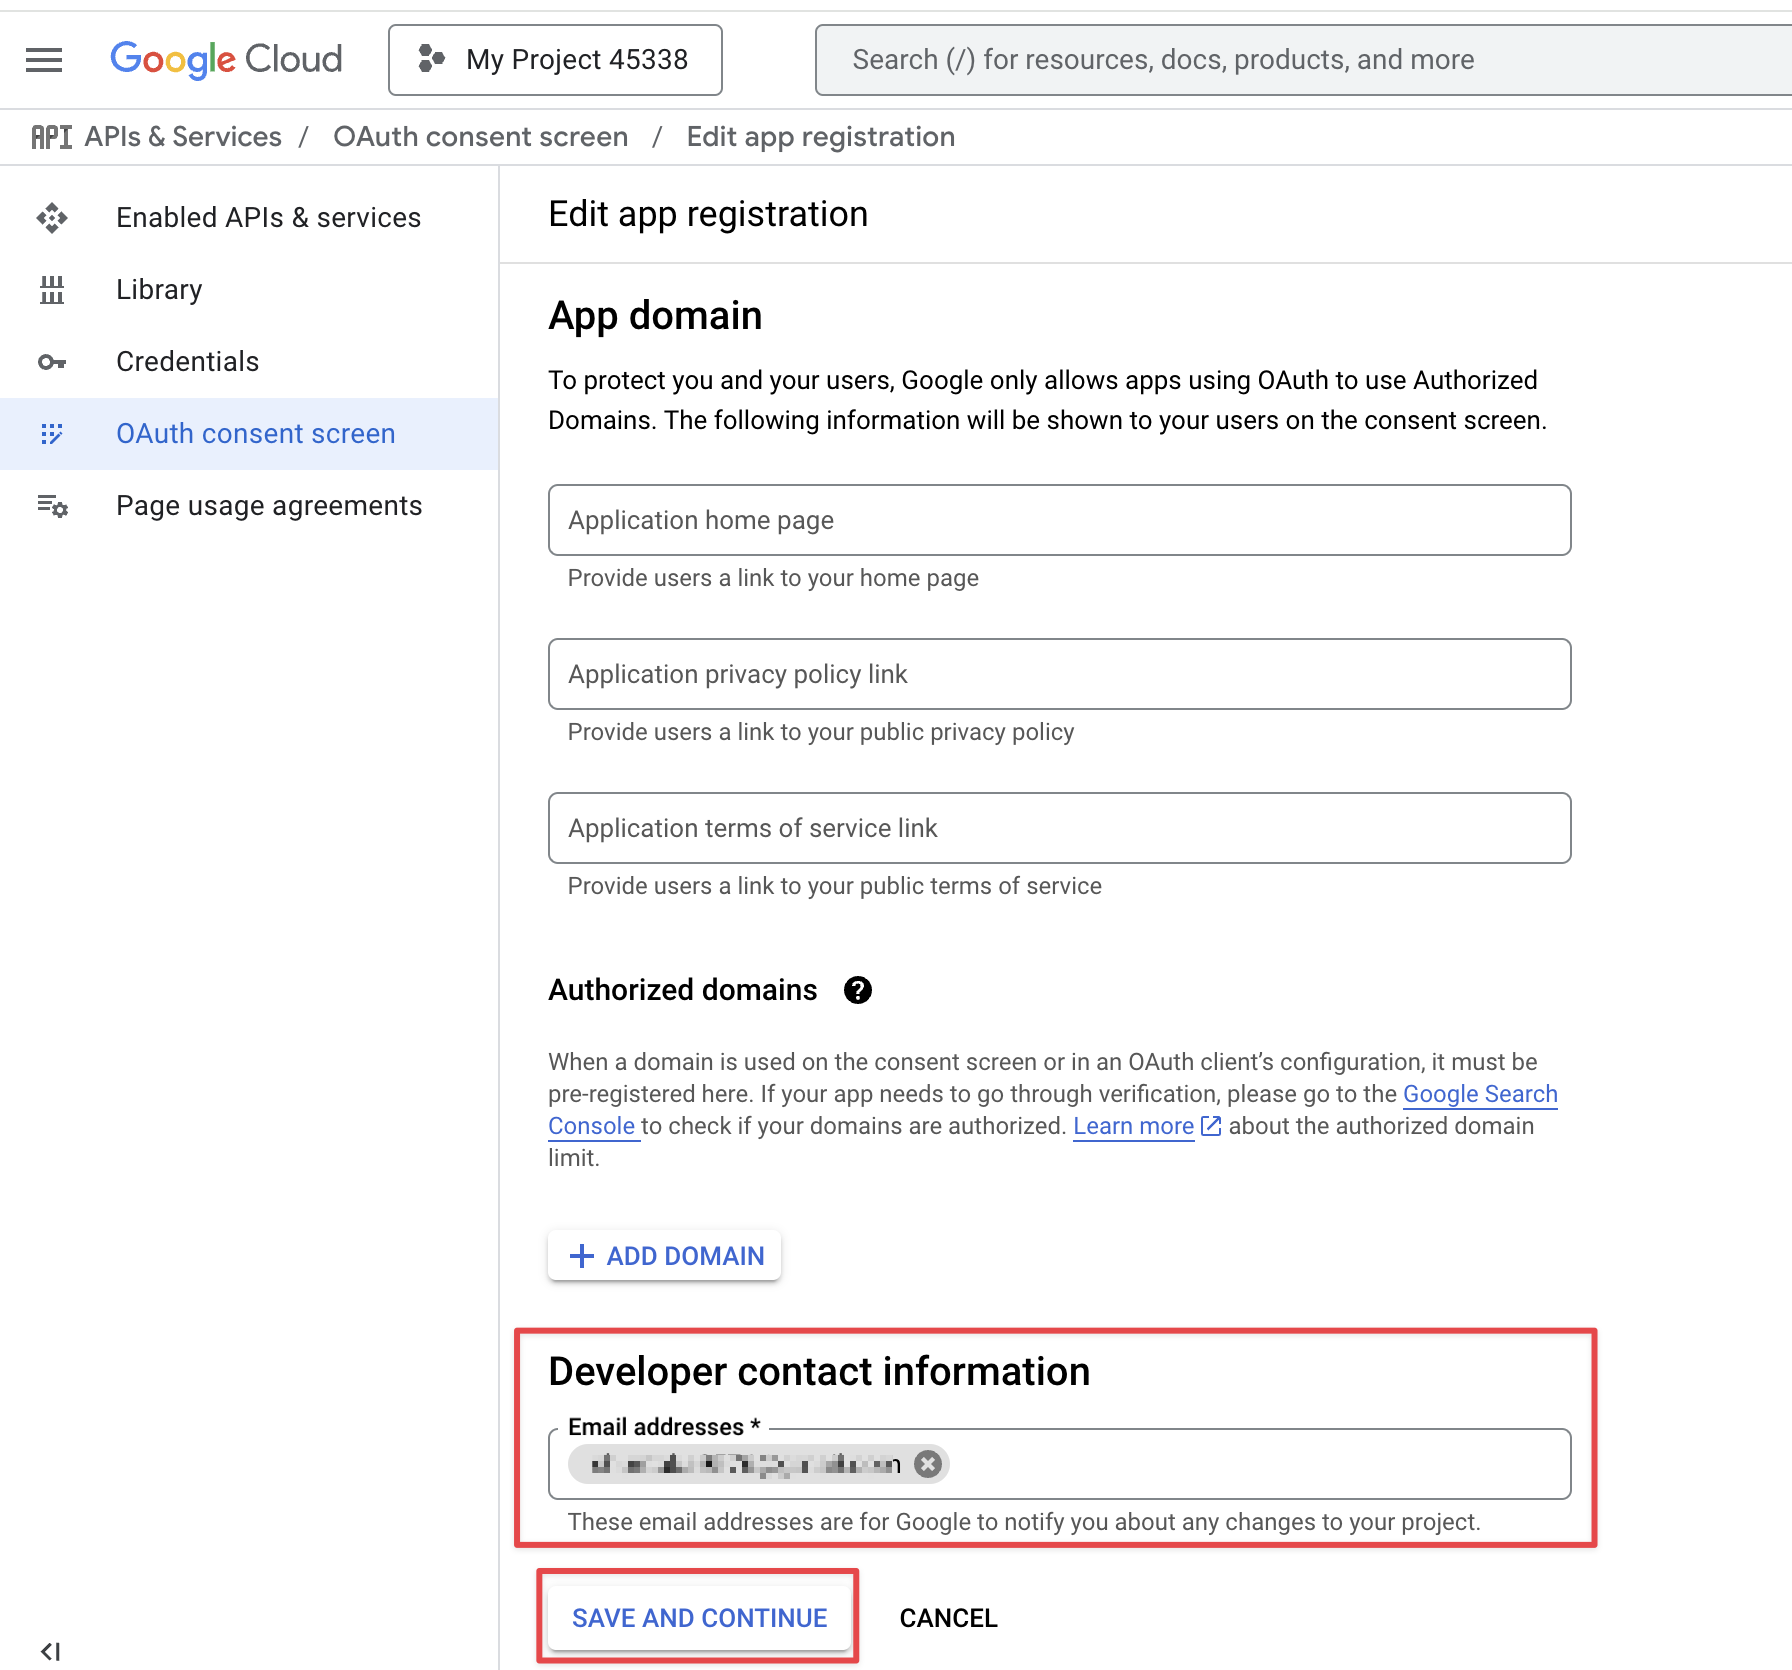 Google Cloud
My Project 45338
Search (/) for resources, docs, products, and more
API APIs & Services / OAuth consent screen / Edit app registration
Enabled APIs & services
Library
Credentials
OAuth consent screen
Page usage agreements
Edit app registration
App domain
To protect you and your users, Google only allows apps using OAuth to use Authorized
Domains. The following information will be shown to your users on the consent screen.
Application home page
Provide users a link to your home page
Application privacy policy link
Provide users a link to your public privacy policy
Application terms of service link
Provide users a link to your public terms of service
Authorized domains
When a domain is used on the consent screen or in an OAuth client’s configuration, it must be
pre-registered here. If your app needs to go through verification, please go to the Google Search
Console to check if your domains are authorized. Learn more about the authorized domain
limit.
ADD DOMAIN
Developer contact information
Email addresses *
These email addresses are for Google to notify you about any changes to your project.
SAVE AND CONTINUE
CANCEL